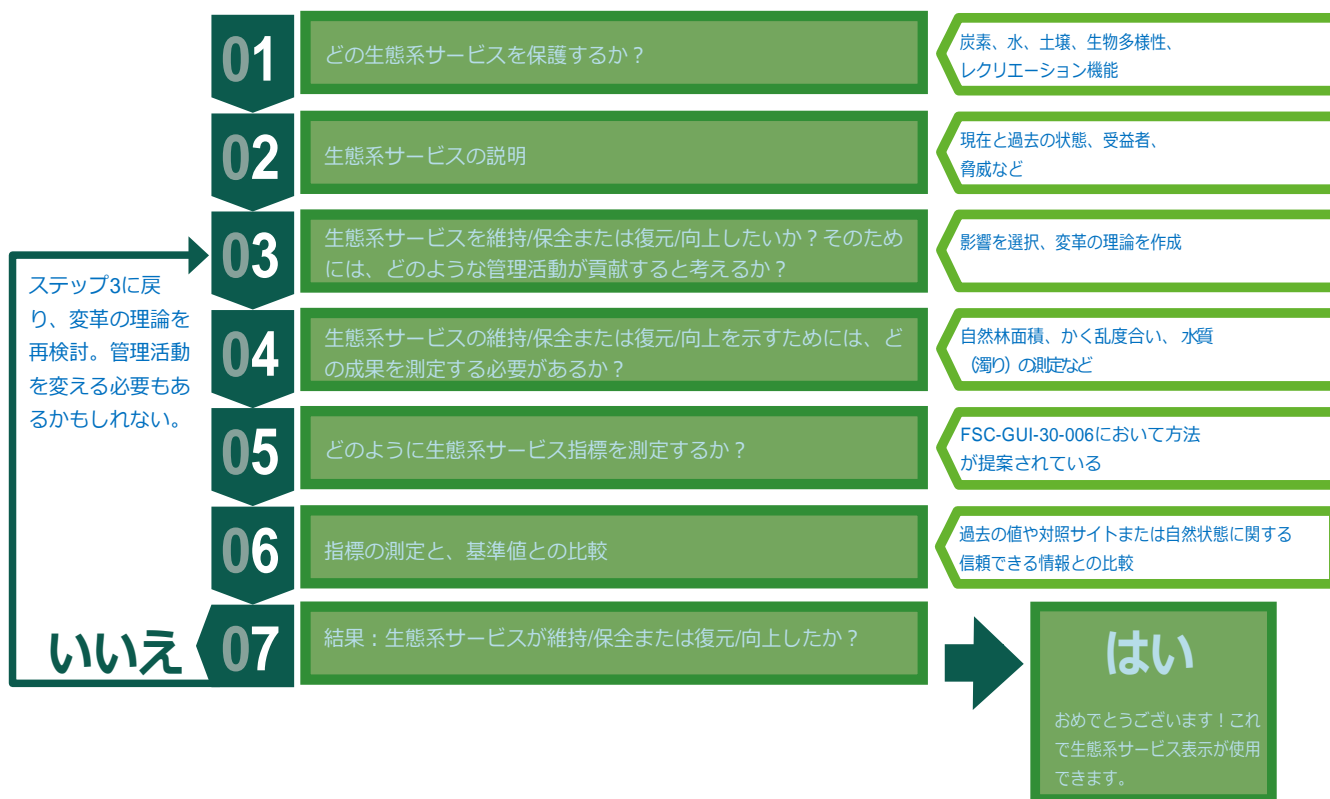 01
どの生態系サービスを保護するか？
炭素、水、土壌、生物多様性、
レクリエーション機能
02
生態系サービスの説明
現在と過去の状態、受益者、
脅威など
03
生態系サービスを維持/保全または復元/向上したいか？そのため
には、どのような管理活動が貢献すると考えるか？
影響を選択、変革の理論を作成
ステップ3に戻
り、変革の理論を
再検討。管理活動
を変える必要もあ
るかもしれない。
04
生態系サービスの維持/保全または復元/向上を示すためには、ど
の成果を測定する必要があるか？
自然林面積、かく乱度合い、水質
（濁り）の測定など
05
どのように生態系サービス指標を測定するか？
FSC-GUI-30-006において方法
が提案されている
06
指標の測定と、基準値との比較
過去の値や対照サイトまたは自然状態に関する
信頼できる情報との比較
いいえ
07
結果：生態系サービスが維持/保全または復元/向上したか？
はい
おめでとうございます！これ
で生態系サービス表示が使用
できます。